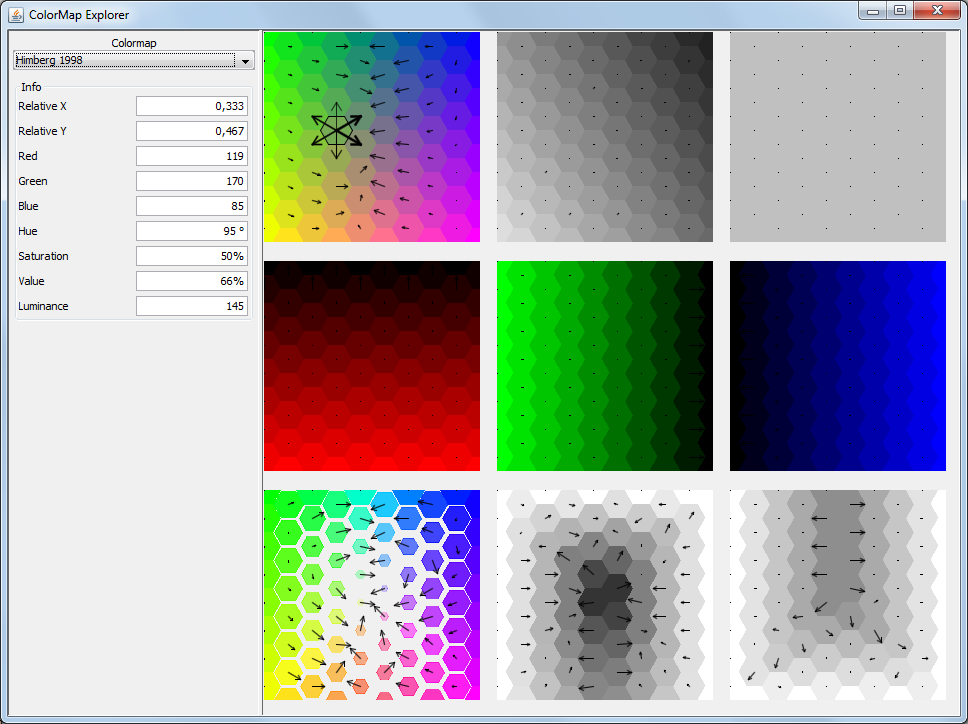 ColorMap Explorer
Colormap
Himberg 1998
Info
Relative X 0,333
Relative Y 0,467
Red 119
Green 170
Blue 85
Hue 95 °
Saturation 50%
Value 66%
Luminance 145